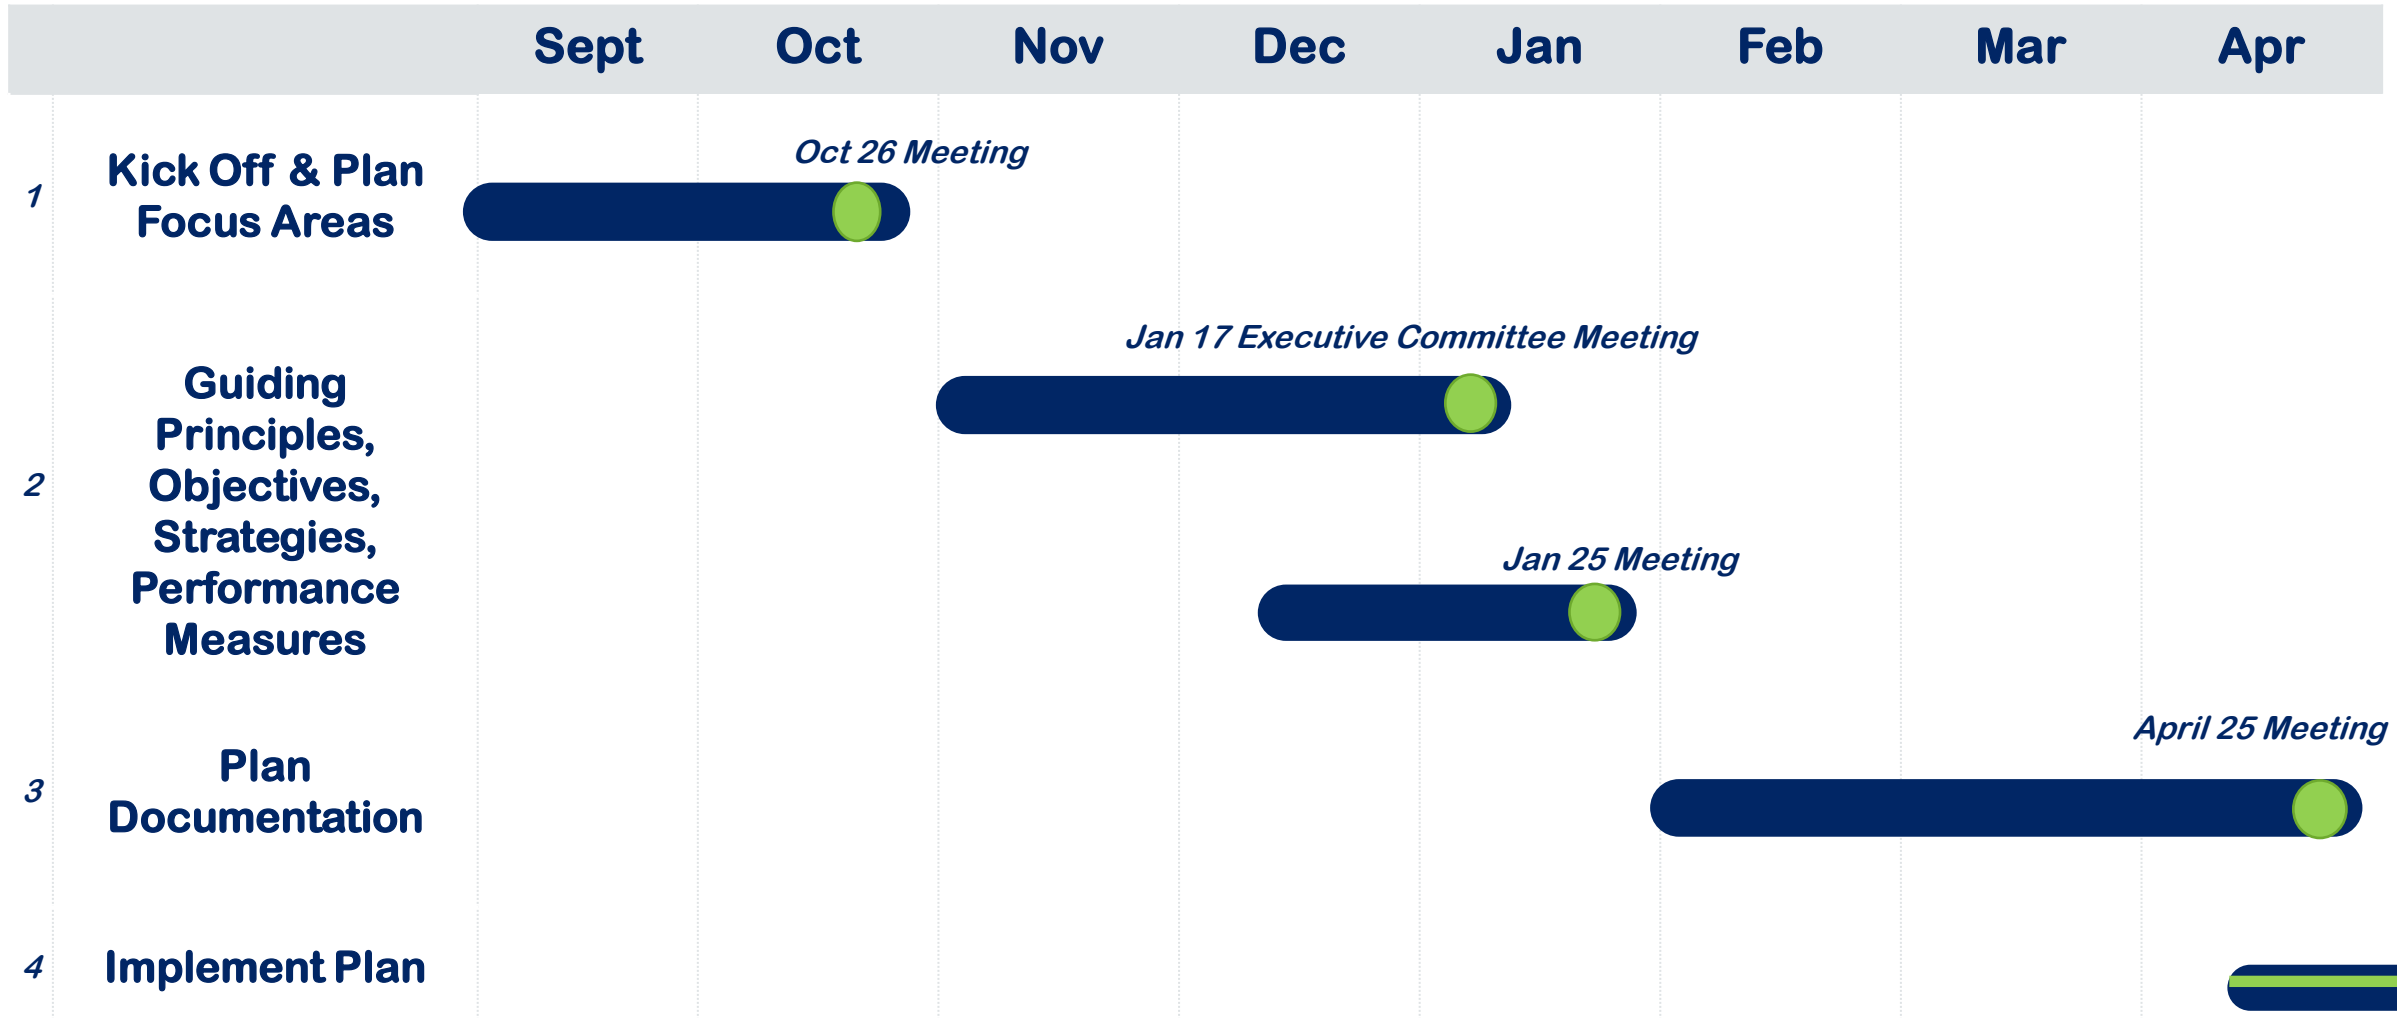 Sept Oct Nov Dec Jan Feb Mar Apr
1
Kick Off & Plan
Focus Areas
Oct 26 Meeting
2
Guiding
Principles,
Objectives,
Strategies,
Performance
Measures
Jan 17 Executive Committee Meeting
Jan 25 Meeting
3
Plan
Documentation
April 25 Meeting
4
Implement Plan